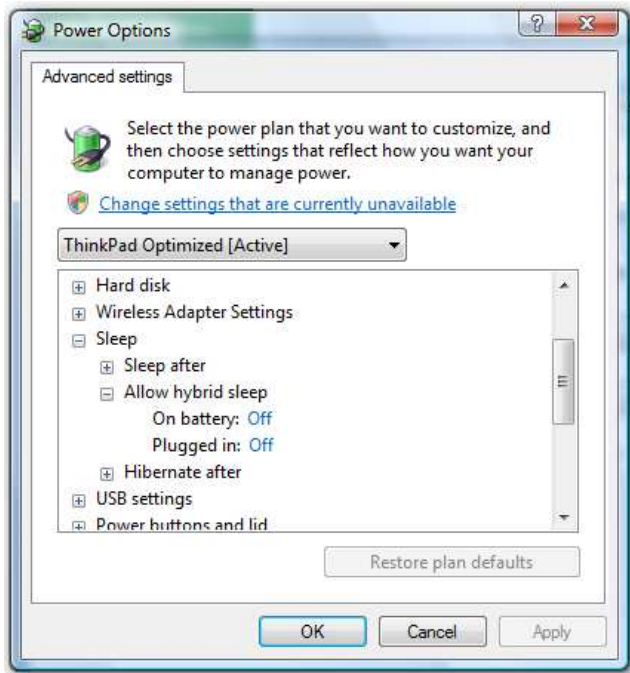 Power Options
Advanced settings
Select the power plan that you want to customize, and
then choose settings that reflect how you want your
computer to manage power.
Change settings that are currently unavailable
ThinkPad Optimized [Active]
Hard disk
Wireless Adapter Settings
Sleep
Sleep after
Allow hybrid sleep
On battery: Off
Plugged in: Off
Hibernate after
USB settings
Power buttons and lid
Restore plan defaults
OK Cancel Apply